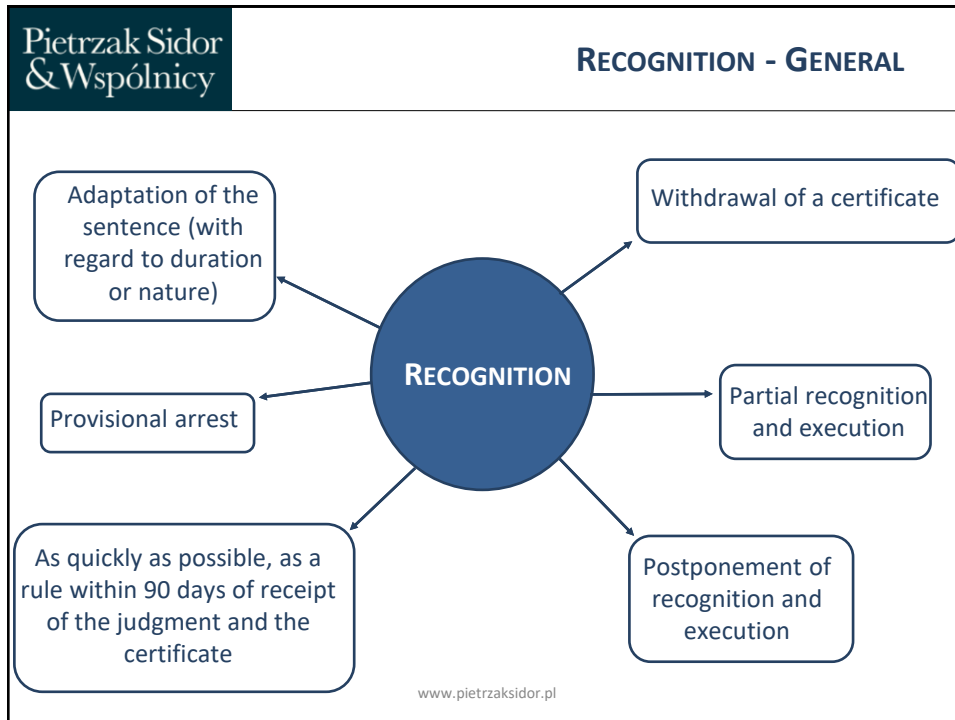 Pietrzak Sidor
& Wspólnicy
RECOGNITION - GENERAL
Adaptation of the
sentence (with
regard to duration
or nature)
Withdrawal of a certificate
RECOGNITION
Provisional arrest
Partial recognition
and execution
As quickly as possible, as a
rule within 90 days of receipt
of the judgment and the
certificate
Postponement of
recognition and
execution
www.pietrzaksidor.pl